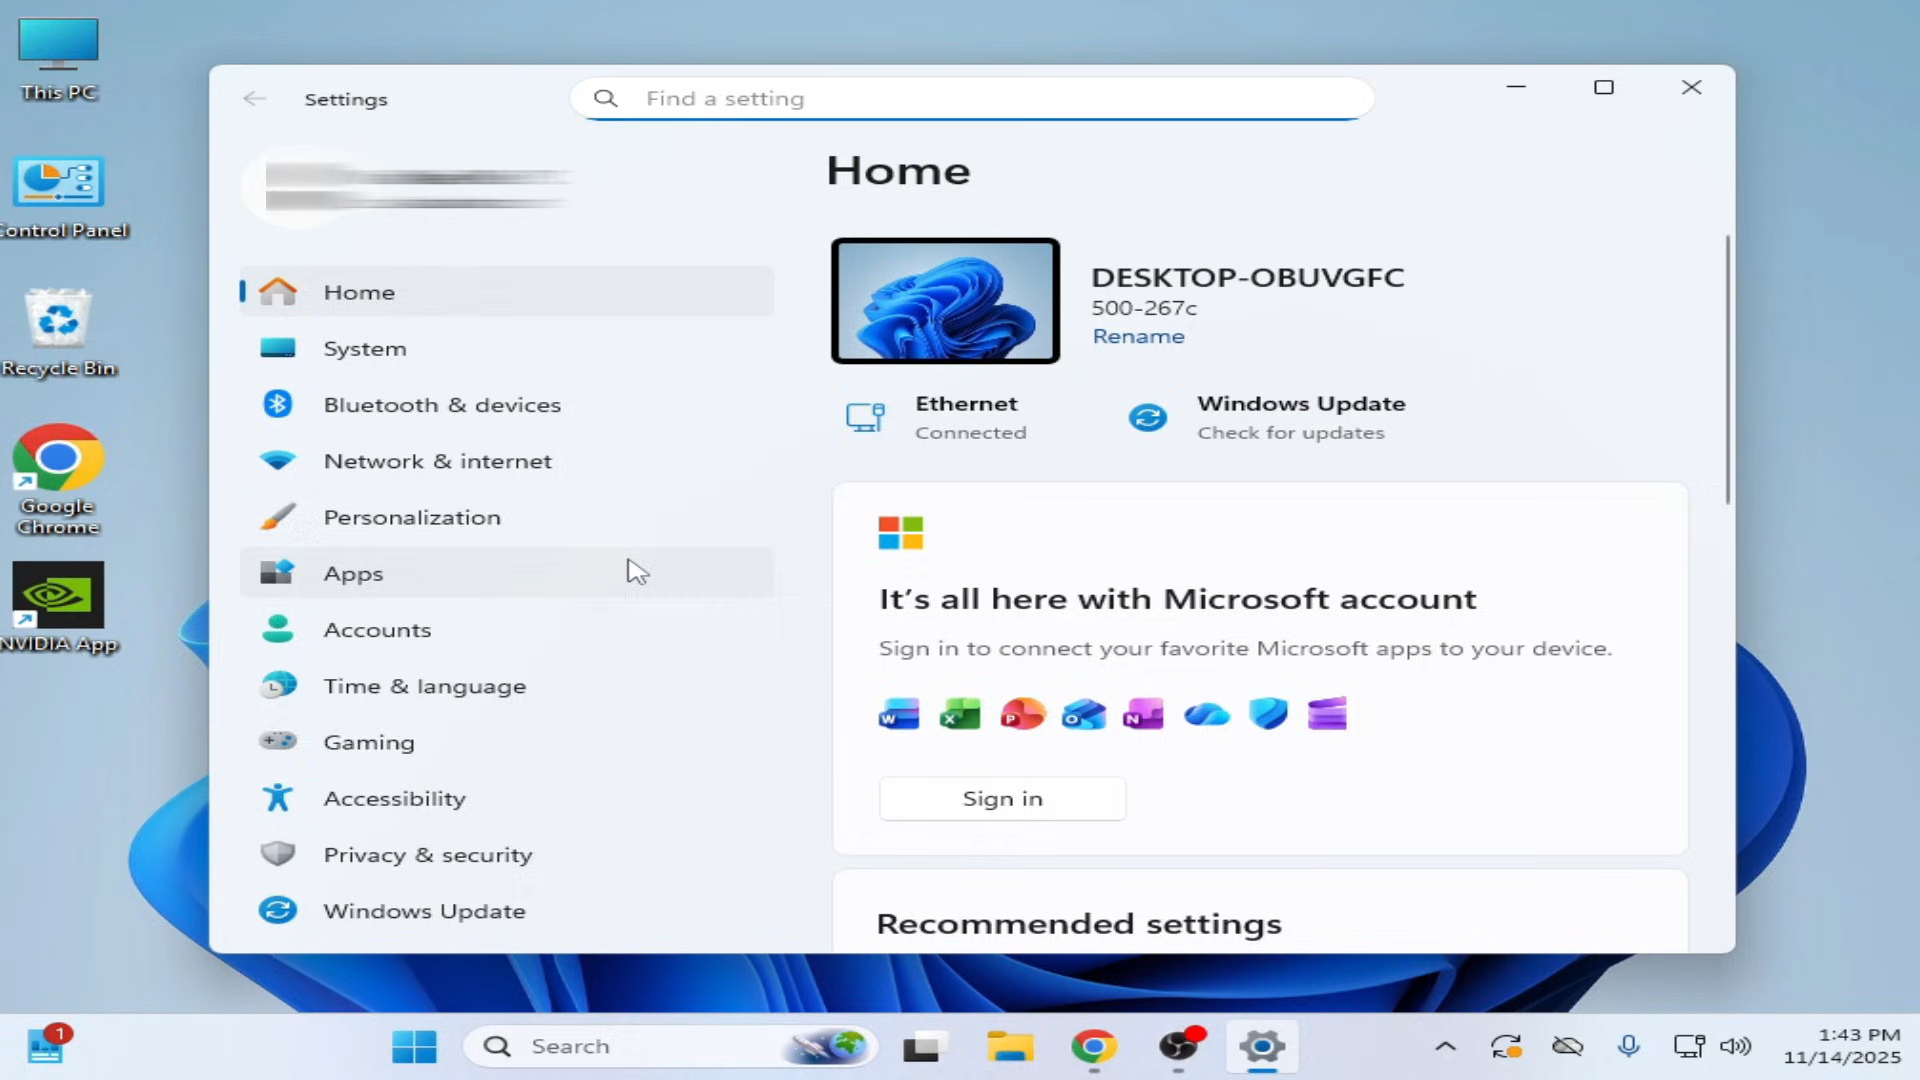 This PC
Control Panel
Recycle Bin
Google
Chrome
NVIDIA App
Settings
Find a setting
Home
System
Bluetooth & devices
Network & internet
Personalization
Apps
Accounts
Time & language
Gaming
Accessibility
Privacy & security
Windows Update
Home
DESKTOP-OBUVGFC
500-267c
Rename
Ethernet
Connected
Windows Update
Check for updates
It's all here with Microsoft account
Sign in to connect your favorite Microsoft apps to your device.
W
X
P
O
N
Sign in
Recommended settings
1
Search
1:43 PM
11/14/2025